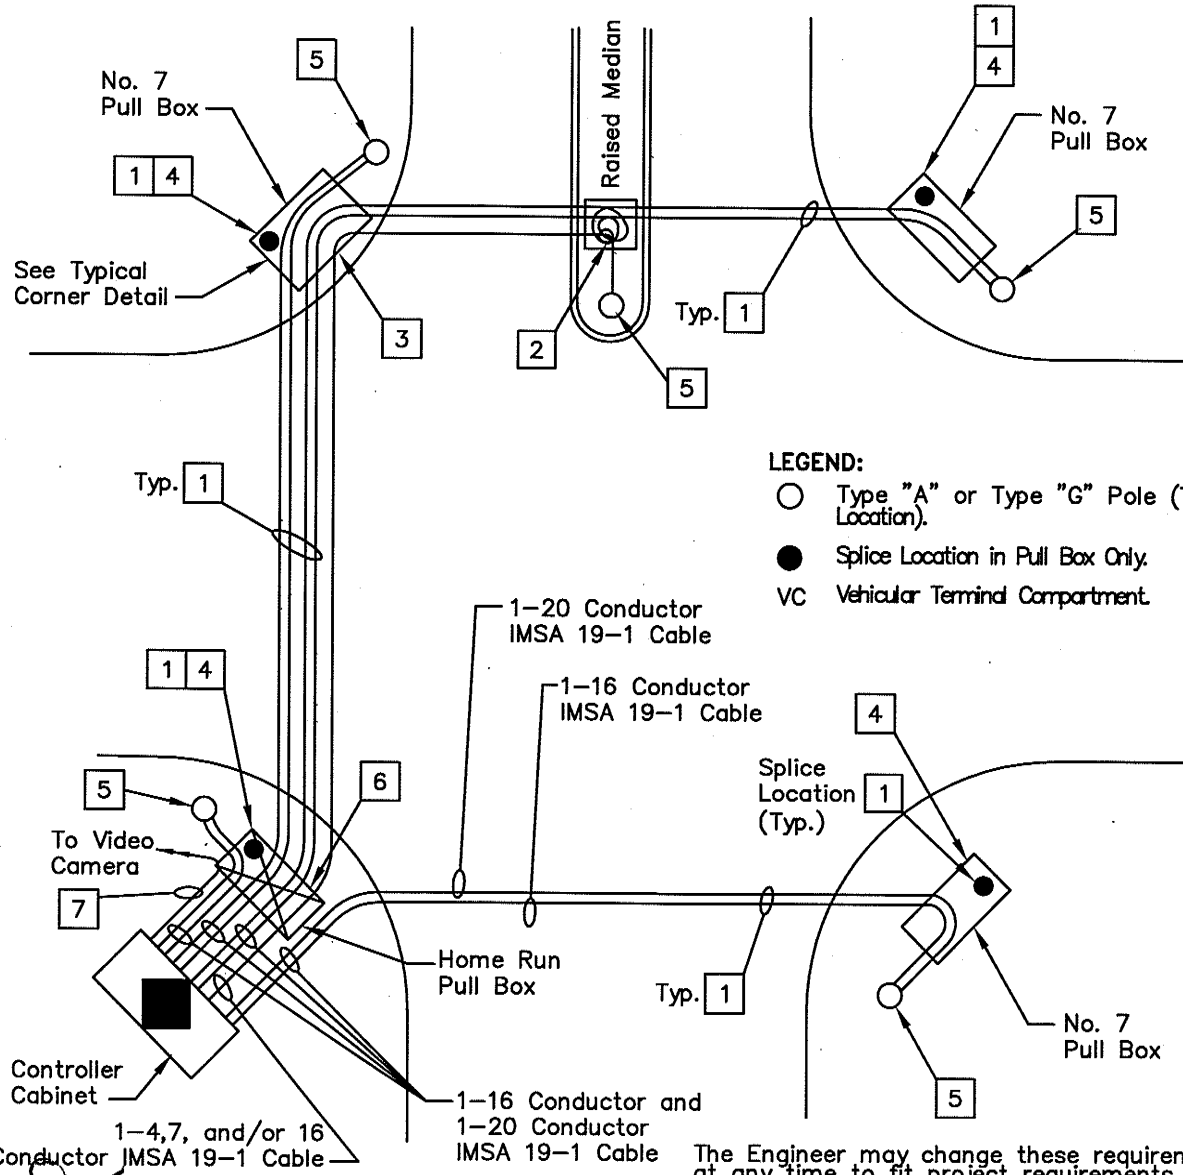 5
1
4
No. 7
Pull Box
Raised Median
No. 7
Pull Box
1 4
5
See Typical
Corner Detail
Typ. 1
3
2
5
LEGEND:
Type "A" or Type "G" Pole (
Location).
Splice Location in Pull Box Only.
VC Vehicular Terminal Compartment.
Typ. 1
1-20 Conductor
IMSA 19-1 Cable
1 4
1-16 Conductor
IMSA 19-1 Cable
4
5
6
Splice
Location 1
(Typ.)
To Video
Camera
7
Home Run
Pull Box
Typ. 1
No. 7
Pull Box
Controller
Cabinet
5
1-16 Conductor and
1-20 Conductor
IMSA 19-1 Cable
1-4,7, and/or 16
Conductor IMSA 19-1 Cable
The Engineer may change these
at any time to fit project requirements